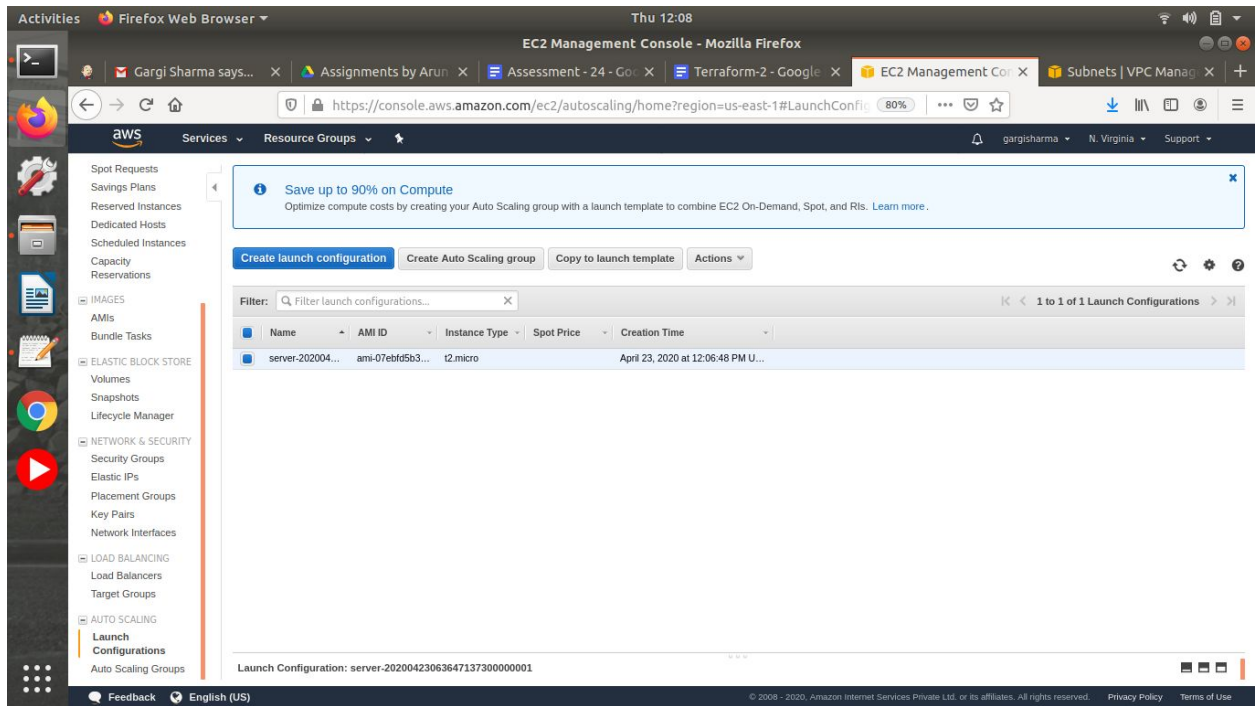 Activities Firefox Web Browser Thu 12:08
EC2 Management Console - Mozilla Firefox
Gargi Sharma says... Assignments by Arun Assessment - 24 - Goo Terraform-2 - Google EC2 Management Con Subnets | VPC Manag
https://console.aws.amazon.com/ec2/autoscaling/home?region=us-east-1#LaunchConfig 80%
aws Services Resource Groups gargisharma N. Virginia Support
Spot Requests
Savings Plans
Reserved Instances
Dedicated Hosts
Scheduled Instances
Capacity
Reservations
IMAGES
AMIs
Bundle Tasks
ELASTIC BLOCK STORE
Volumes
Snapshots
Lifecycle Manager
NETWORK & SECURITY
Security Groups
Elastic IPs
Placement Groups
Key Pairs
Network Interfaces
LOAD BALANCING
Load Balancers
Target Groups
AUTO SCALING
Launch
Configurations
Auto Scaling Groups
Save up to 90% on Compute
Optimize compute costs by creating your Auto Scaling group with a launch template to combine EC2 On-Demand, Spot, and RIs. Learn more.
Create launch configuration Create Auto Scaling group Copy to launch template Actions
Filter: Filter launch configurations... 1 to 1 of 1 Launch Configurations
Name AMI ID Instance Type Spot Price Creation Time
server-202004... ami-07ebfd5b3... t2.micro April 23, 2020 at 12:06:48 PM U...
Launch Configuration: server-20200423063647137300000001
Feedback English (US) © 2008 - 2020, Amazon Internet Services Private Ltd. or its affiliates. All rights reserved. Privacy Policy Terms of Use